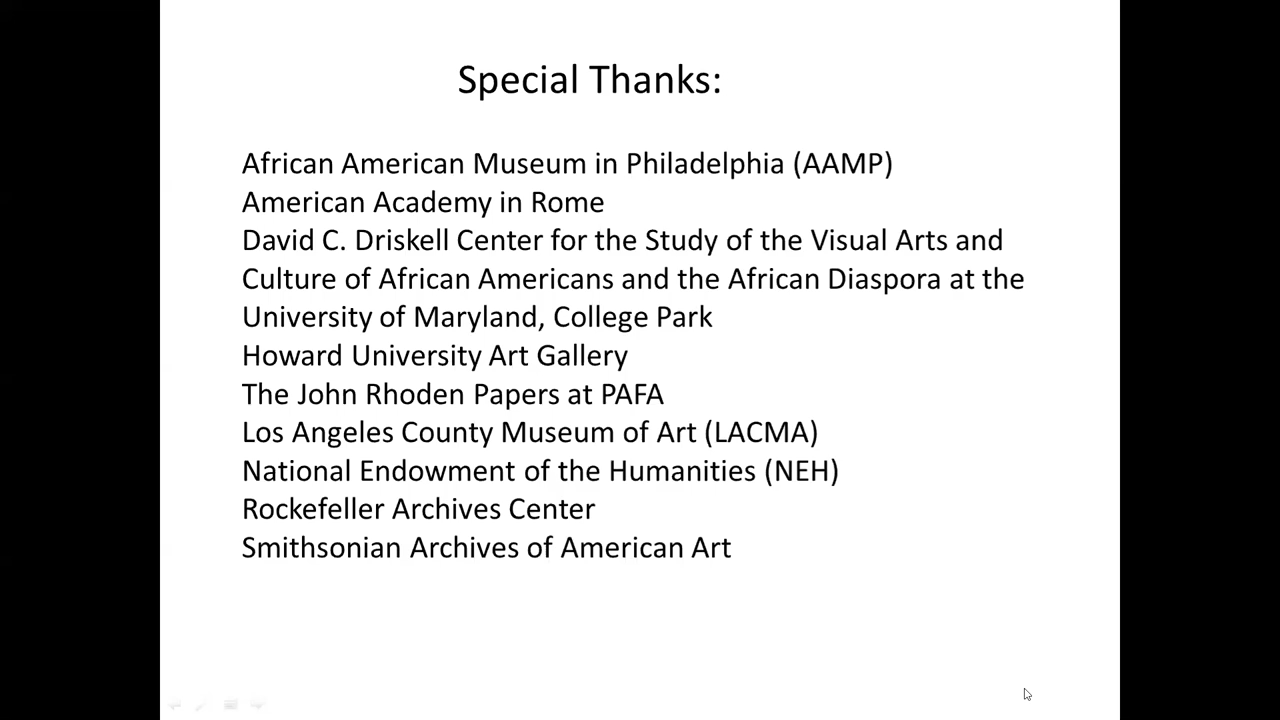 Special Thanks:
African American Museum in Philadelphia (AAMP)
American Academy in Rome
David C. Driskell Center for the Study of the Visual Arts and
Culture of African Americans and the African Diaspora at the
University of Maryland, College Park
Howard University Art Gallery
The John Rhoden Papers at PAFA
Los Angeles County Museum of Art (LACMA)
National Endowment of the Humanities (NEH)
Rockefeller Archives Center
Smithsonian Archives of American Art